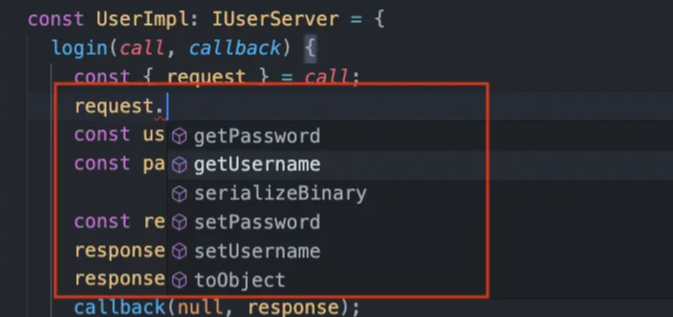 const UserImpl: IUserServer = {
login(call, callback) {
const { request } = call;
request.
const us getPassword
const pa getUsername
serializeBinary
const re setPassword
response setUsername
response toObject
callback(null, response);